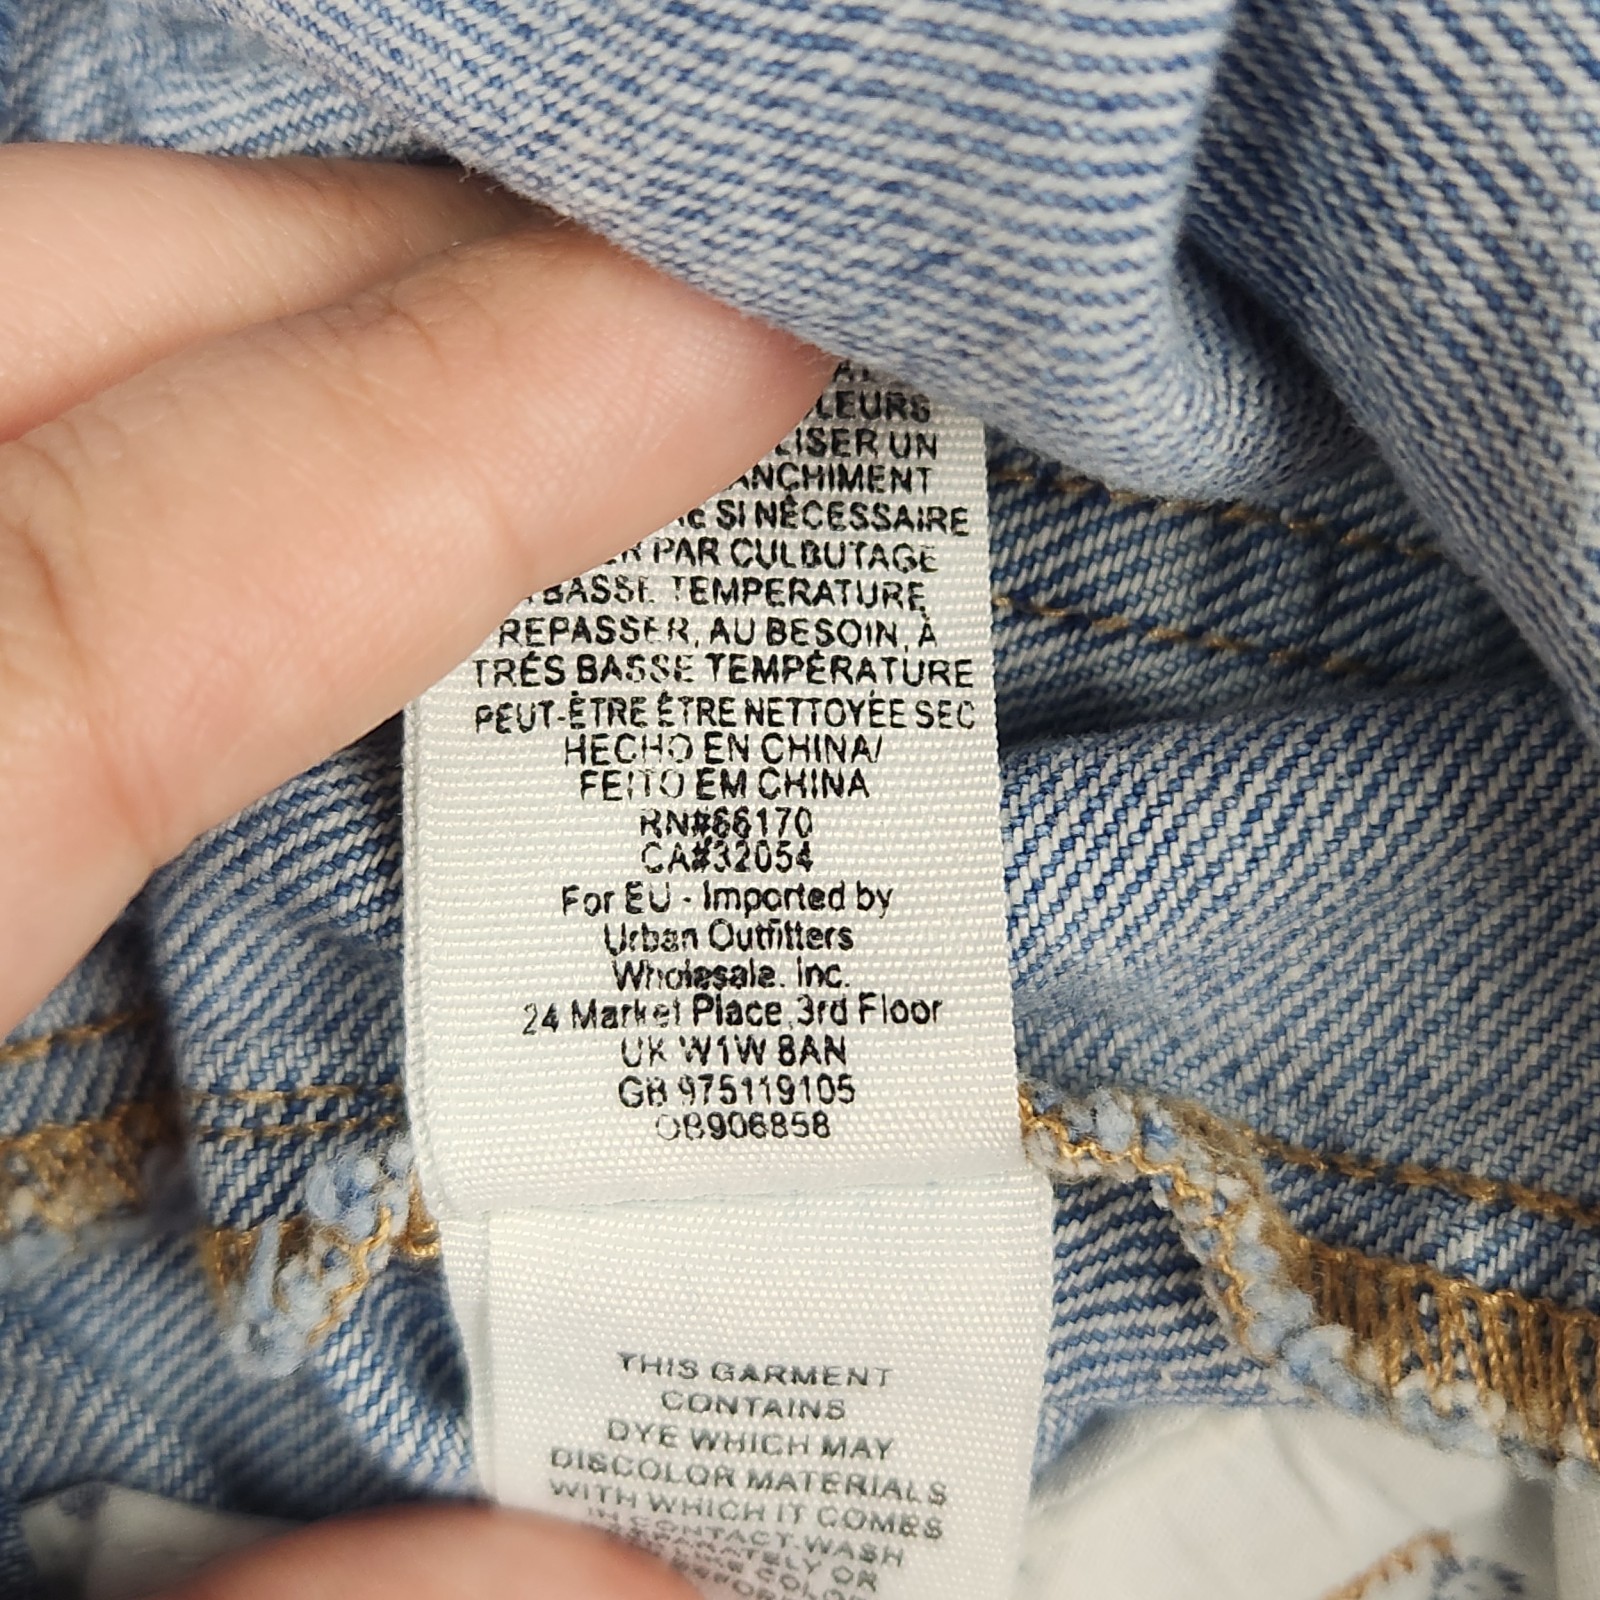 LEURS
LISER UN
ANCHIMENT
SI NÉCESSAIRE
PAR CULBUTAGE
BASSE TEMPERATURE
REPASSER, AU BESOIN, À
TRÉS BASSE TEMPÉRATURE
PEUT-ÊTRE ÊTRE NETTOYÉE SEC
HECHO EN CHINA/
FEITO EM CHINA
RN#66170
CA#32054
For EU - Imported by
Urban Outfitters
Wholesale, Inc.
24 Market Place, 3rd Floor
UK W1W 8AN
GB 975119105
OB906858
THIS GARMENT
CONTAINS
DYE WHICH MAY
DISCOLOR MATERIALS
WITH WHICH IT COMES
IN CONTACT. WASH
OR